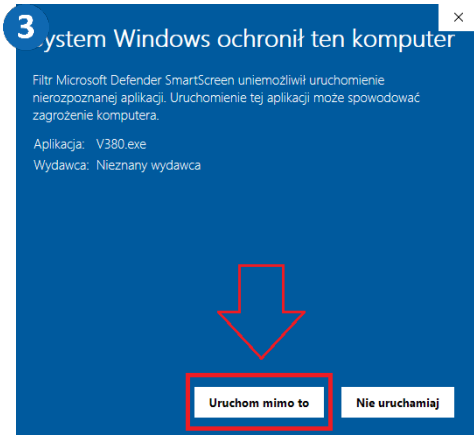 3
System Windows ochronił ten komputer
Filtr Microsoft Defender SmartScreen uniemożliwił uruchomienie
nierozpoznanej aplikacji. Uruchomienie tej aplikacji może spowodować
zagrożenie komputera.
Aplikacja: V380.exe
Wydawca: Nieznany wydawca
Uruchom mimo to
Nie uruchamiaj